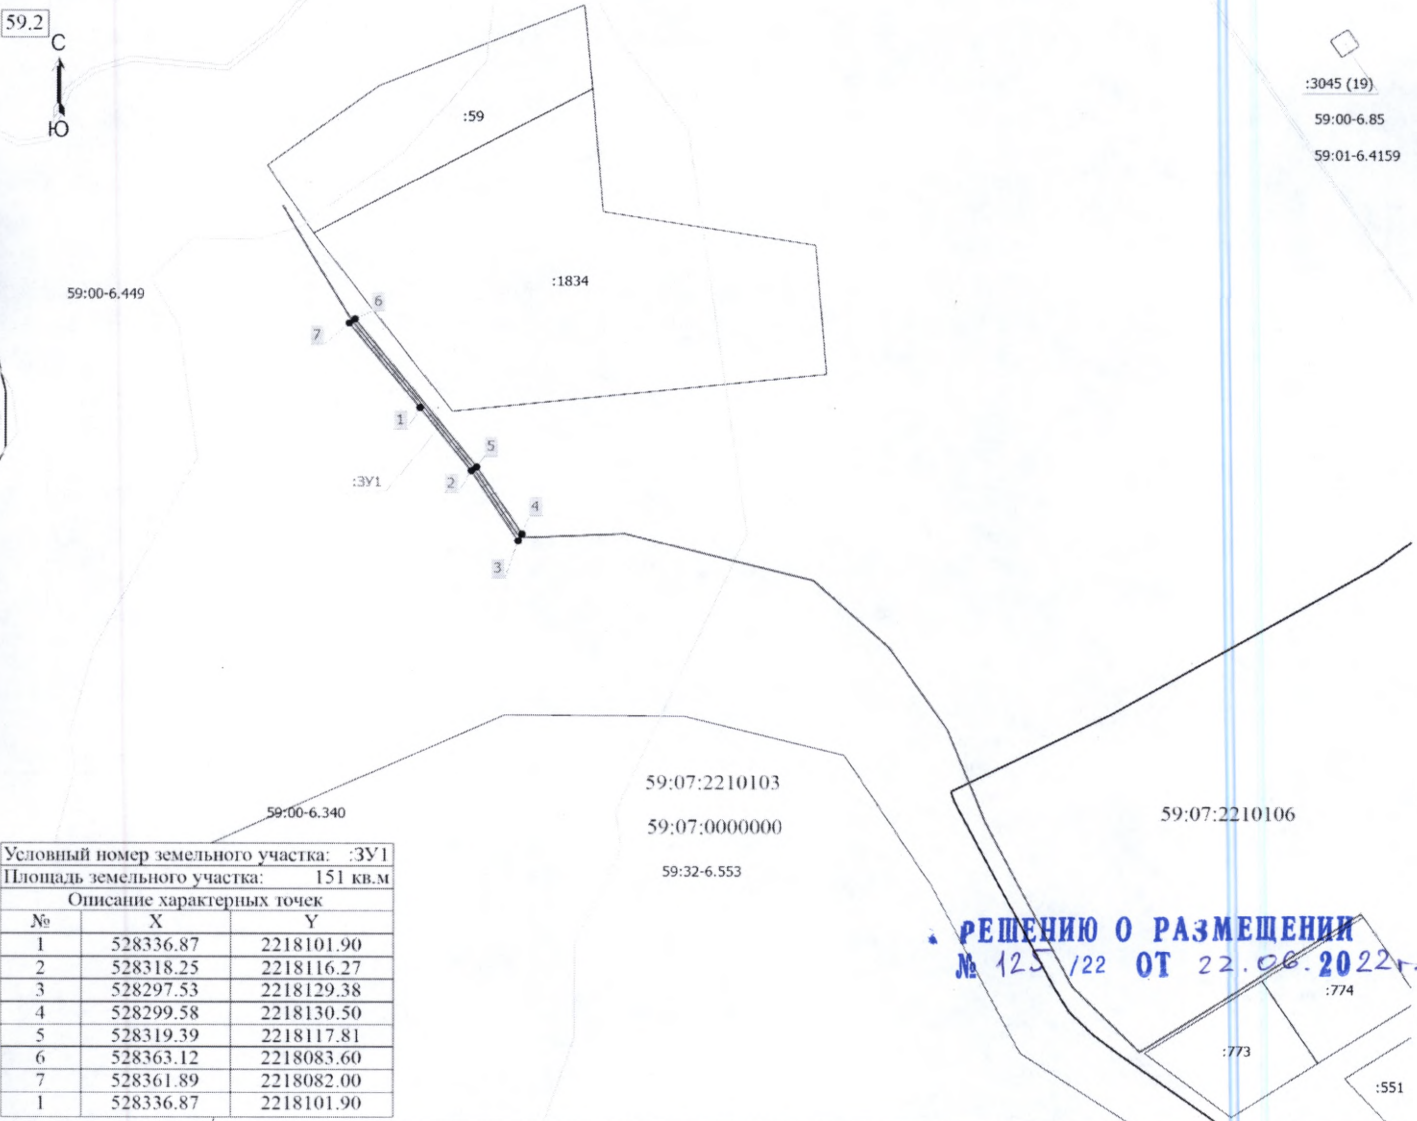 59.2
С
Ю
:59
:3045 (19)
59:00-6.85
59:01-6.4159
:1834
59:00-6.449
6
7
1
5
:ЗУ1
2
4
3
59:07:2210103
59:00-6.340
59:07:2210106
59:07:0000000
59:32-6.553
Условный номер земельного участка: :ЗУ1
Площадь земельного участка: 151 кв.м
Описание характерных точек
№ X Y
1 528336.87 2218101.90
2 528318.25 2218116.27
3 528297.53 2218129.38
4 528299.58 2218130.50
5 528319.39 2218117.81
6 528363.12 2218083.60
7 528361.89 2218082.00
1 528336.87 2218101.90
РЕШЕНИЮ О РАЗМЕЩЕНИИ
№ 125 /22 ОТ 22.06.2022г.
:774
:773
:551